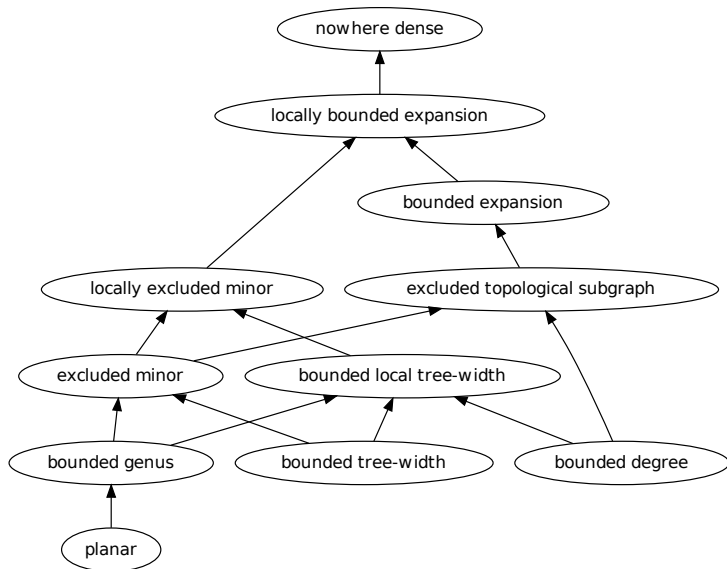 nowhere dense
locally bounded expansion
bounded expansion
locally excluded minor
excluded topological subgraph
excluded minor
bounded local tree-width
bounded genus
bounded tree-width
bounded degree
planar